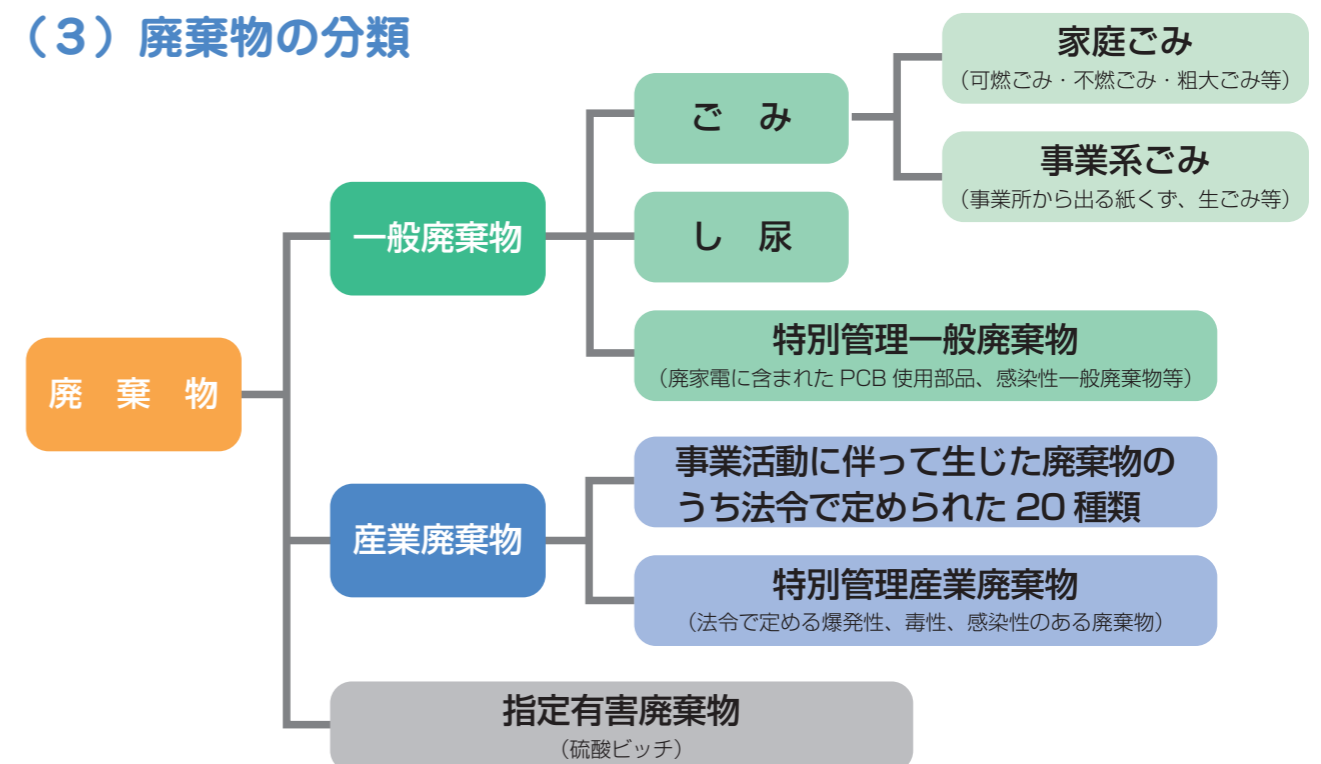 （3）廃棄物の分類
廃　棄　物
一般廃棄物
ご　み
家庭ごみ
（可燃ごみ・不燃ごみ・粗大ごみ等）
事業系ごみ
（事業所から出る紙くず、生ごみ等）
し　尿
特別管理一般廃棄物
（廃家電に含まれた PCB 使用部品、感染性一般廃棄物等）
産業廃棄物
事業活動に伴って生じた廃棄物の
うち法令で定められた 20 種類
特別管理産業廃棄物
（法令で定める爆発性、毒性、感染性のある廃棄物）
指定有害廃棄物
（硫酸ビッチ）